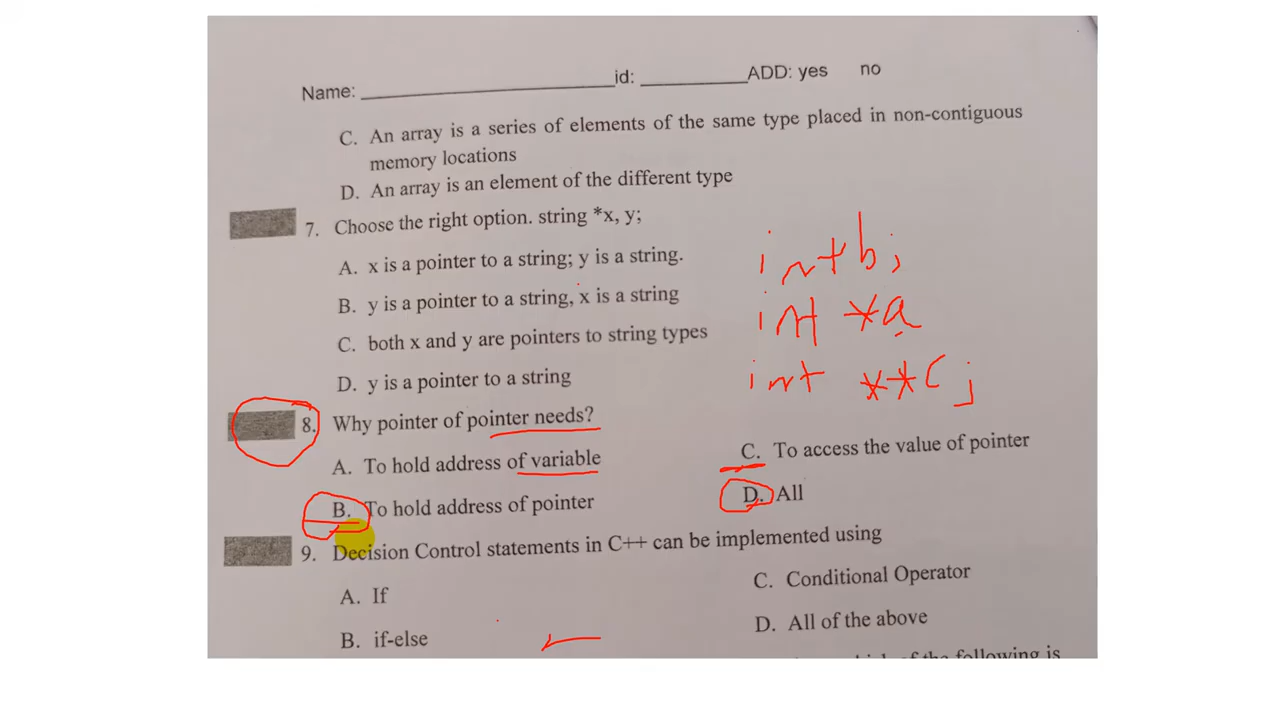 Name: id: ADD: yes no
C. An array is a series of elements of the same type placed in non-contiguous
memory locations
D. An array is an element of the different type
7. Choose the right option. string *x, y;
A. x is a pointer to a string; y is a string.
B. y is a pointer to a string, x is a string
C. both x and y are pointers to string types
D. y is a pointer to a string
int b;
int *a
int **c;
8. Why pointer of pointer needs?
A. To hold address of variable
B. To hold address of pointer
C. To access the value of pointer
D. All
9. Decision Control statements in C++ can be implemented using
A. If
B. if-else
C. Conditional Operator
D. All of the above
which of the following is